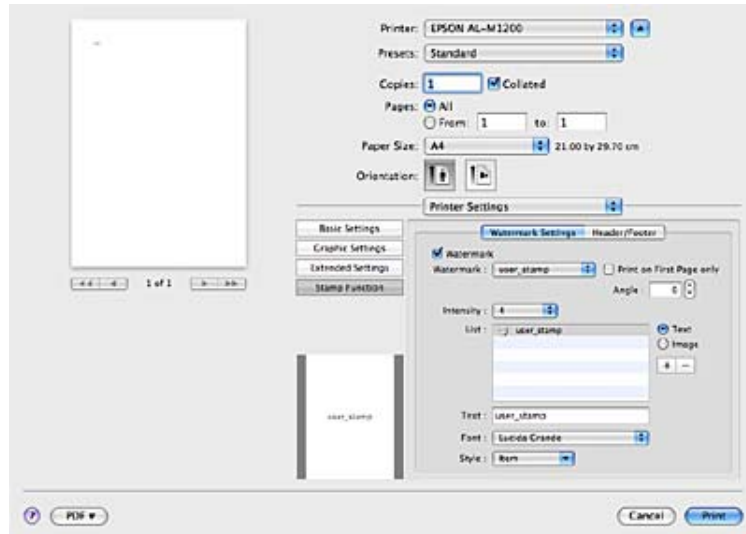 Printer: EPSON AL-M1200
Presets: Standard
Copies: 1 Collated
Pages: All
From: 1 to: 1
Paper Size: A4 21.00 by 29.70 cm
Orientation:
Printer Settings
Basic Settings
Graphic Settings
Extended Settings
Stamp Function
1 of 1
Watermark Settings Header/Footer
Watermark
Watermark : user_stamp Print on First Page only
Angle 0
Intensity : 4
List : user_stamp
Text
Image
+ −
Text : user_stamp
Font : Lucida Grande
Style : Item
user_stamp
? PDF
Cancel Print